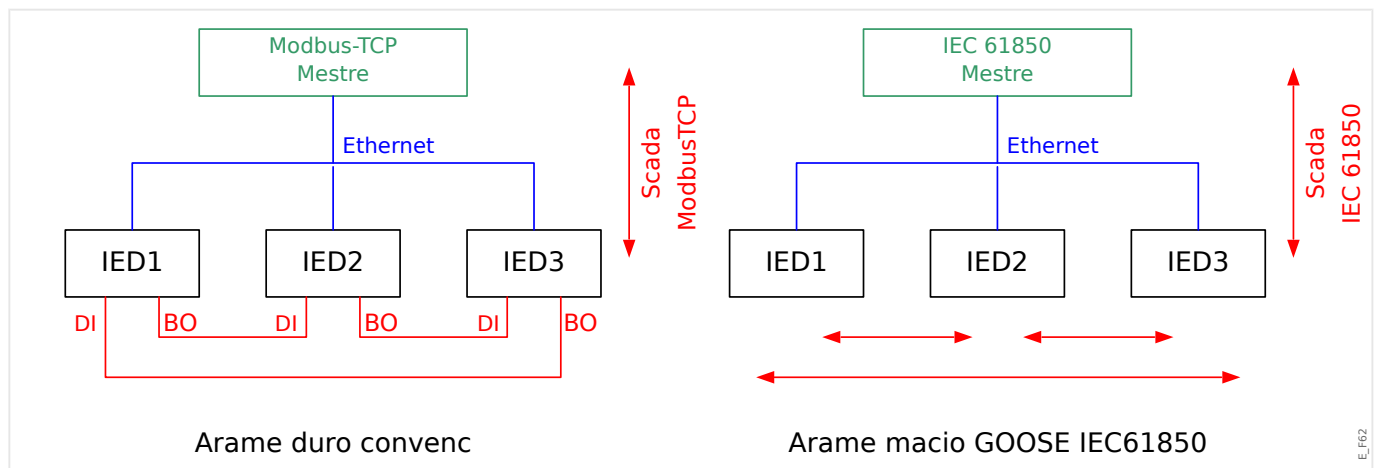 Modbus-TCP
Mestre
Ethernet
Scada
ModbusTCP
IED1
IED2
IED3
DI
BO
DI
BO
DI
BO
Arame duro convenc
IEC 61850
Mestre
Ethernet
Scada
IEC 61850
IED1
IED2
IED3
Arame macio GOOSE IEC61850
E_F62